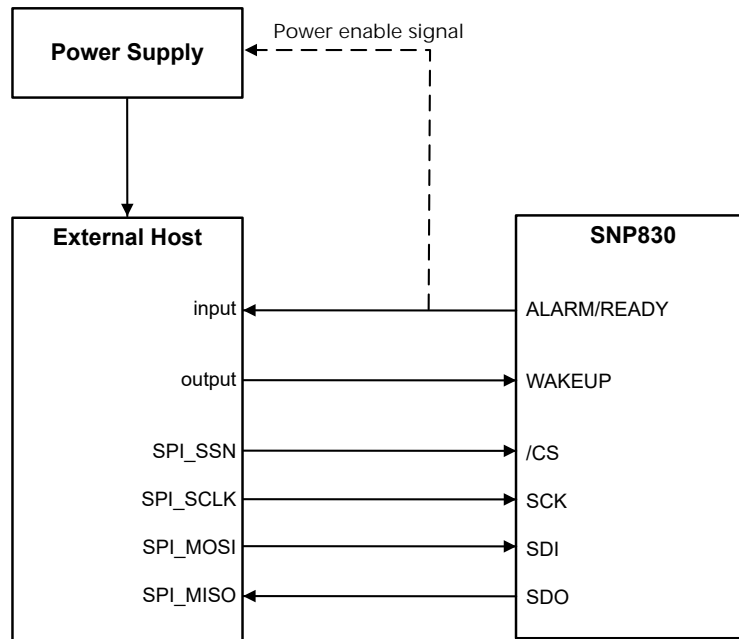 Power enable signal
Power Supply
External Host
SNP830
input
ALARM/READY
output
WAKEUP
SPI_SSN
/CS
SPI_SCLK
SCK
SPI_MOSI
SDI
SPI_MISO
SDO